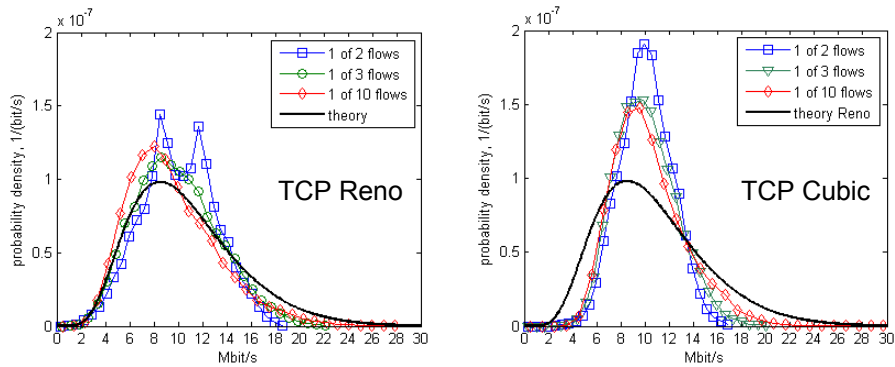 x 10⁻⁷
2
1.5
1
0.5
0
probability density, 1/(bit/s)
1 of 2 flows
1 of 3 flows
1 of 10 flows
theory
TCP Reno
0 2 4 6 8 10 12 14 16 18 20 22 24 26 28 30
Mbit/s
x 10⁻⁷
2
1.5
1
0.5
0
probability density, 1/(bit/s)
1 of 2 flows
1 of 3 flows
1 of 10 flows
theory Reno
TCP Cubic
0 2 4 6 8 10 12 14 16 18 20 22 24 26 28 30
Mbit/s